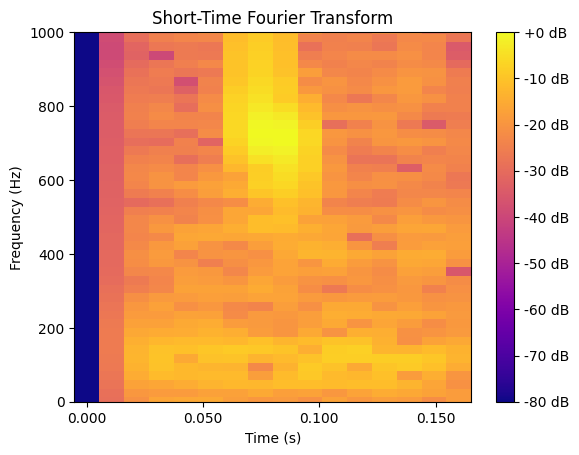 Short-Time Fourier Transform
1000
800
600
400
200
0
Frequency (Hz)
0.000
0.050
0.100
0.150
Time (s)
+0 dB
-10 dB
-20 dB
-30 dB
-40 dB
-50 dB
-60 dB
-70 dB
-80 dB